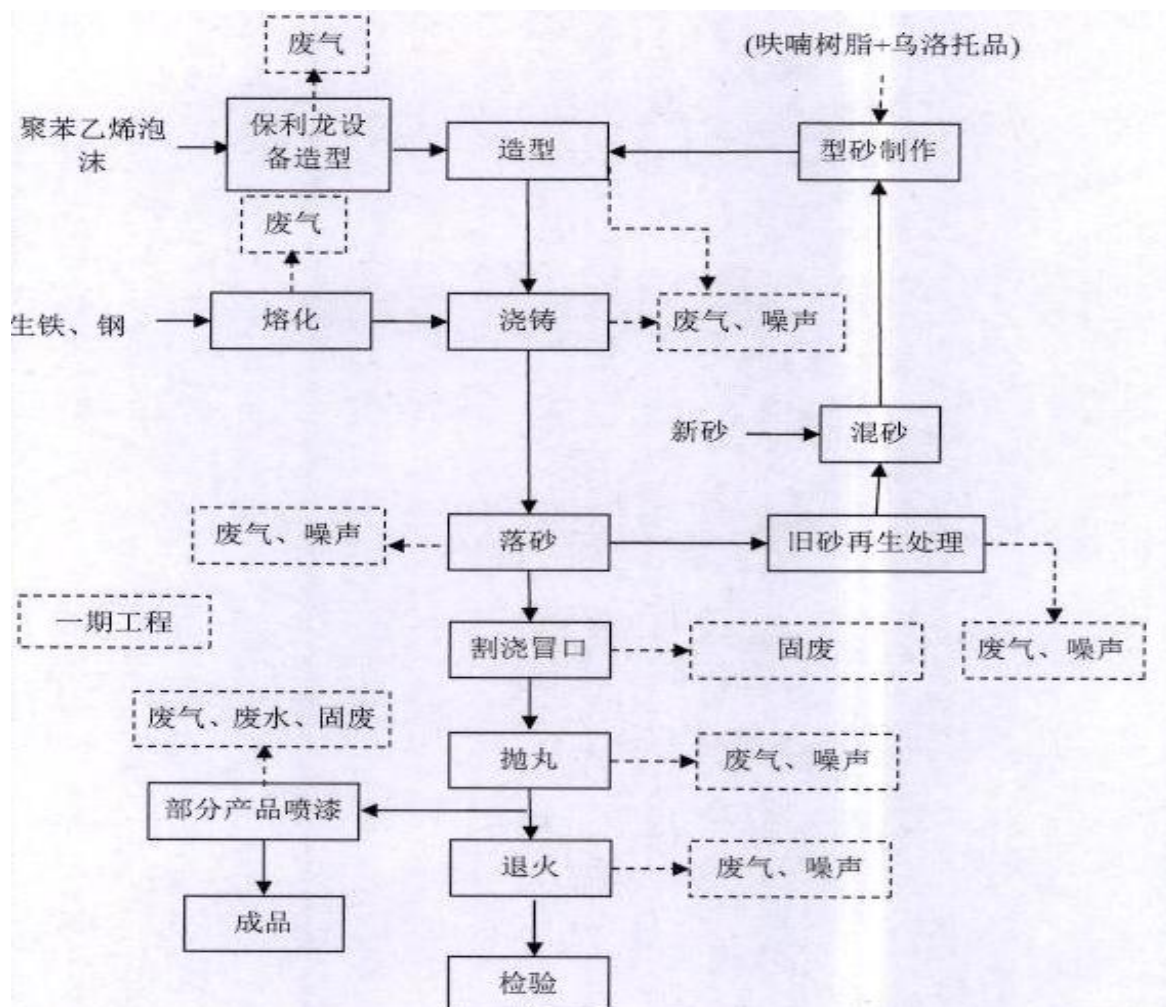 废气
(呋喃树脂+乌洛托品)
聚苯乙烯泡
沫
保利龙设
备造型
造型
型砂制作
废气
生铁、钢
熔化
浇铸
废气、噪声
新砂
混砂
废气、噪声
落砂
旧砂再生处理
一期工程
割浇冒口
固废
废气、噪声
废气、废水、固废
抛丸
废气、噪声
部分产品喷漆
退火
废气、噪声
成品
检验